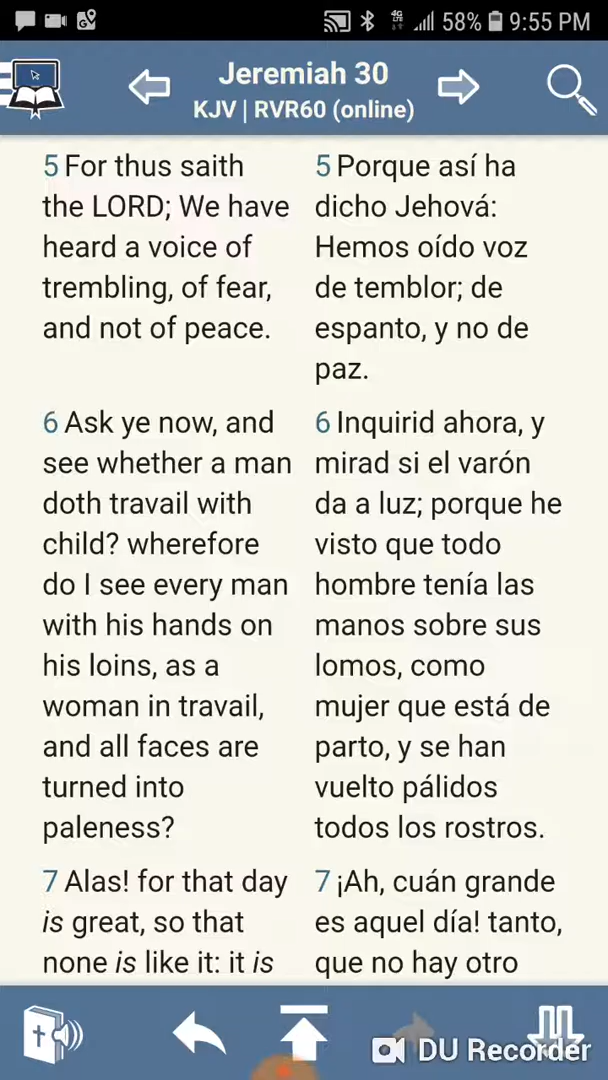 4G
LTE
58%
9:55 PM
Jeremiah 30
KJV | RVR60 (online)
5 For thus saith
the LORD; We have
heard a voice of
trembling, of fear,
and not of peace.
5 Porque así ha
dicho Jehová:
Hemos oído voz
de temblor; de
espanto, y no de
paz.
6 Ask ye now, and
see whether a man
doth travail with
child? wherefore
do I see every man
with his hands on
his loins, as a
woman in travail,
and all faces are
turned into
paleness?
6 Inquirid ahora, y
mirad si el varón
da a luz; porque he
visto que todo
hombre tenía las
manos sobre sus
lomos, como
mujer que está de
parto, y se han
vuelto pálidos
todos los rostros.
7 Alas! for that day
is great, so that
none is like it: it is
7 ¡Ah, cuán grande
es aquel día! tanto,
que no hay otro
DU Recorder